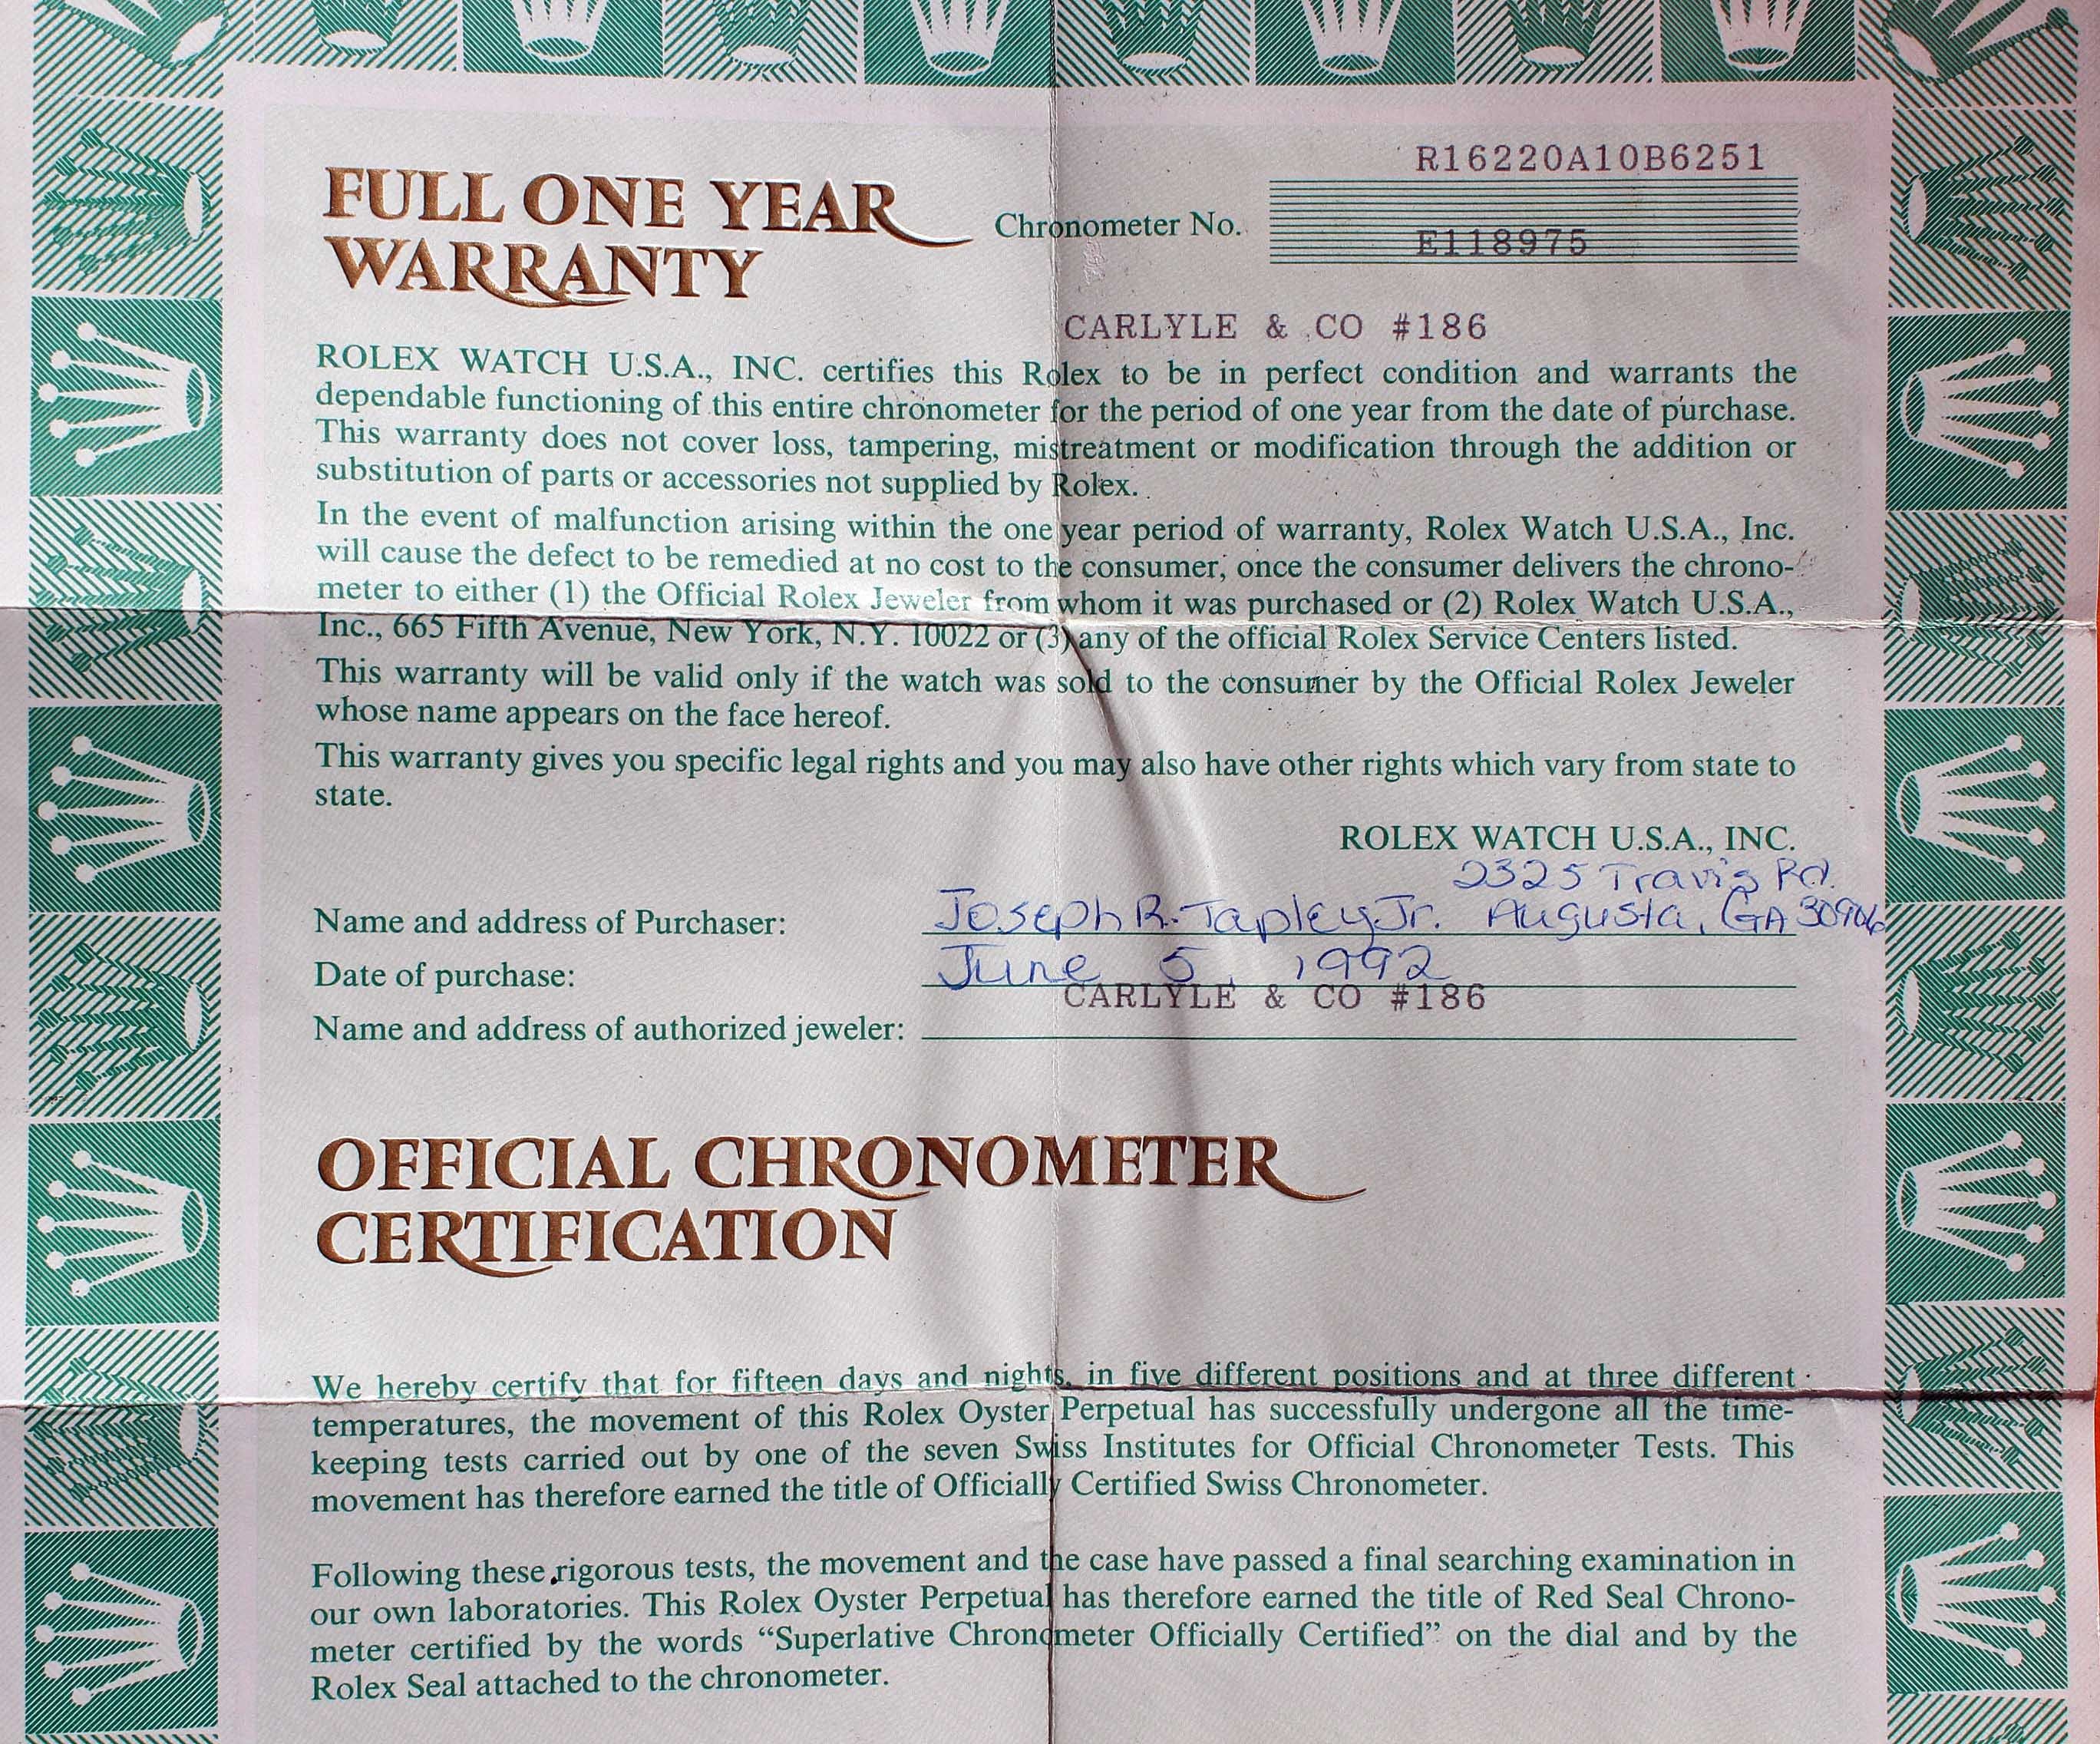 R16220A10B6251
FULL ONE YEAR
WARRANTY
Chronometer No.
E118975
CARLYLE & CO #186
ROLEX WATCH U.S.A., INC. certifies this Rolex to be in perfect condition and warrants the
dependable functioning of this entire chronometer for the period of one year from the date of purchase.
This warranty does not cover loss, tampering, mistreatment or modification through the addition or
substitution of parts or accessories not supplied by Rolex.
In the event of malfunction arising within the one year period of warranty, Rolex Watch U.S.A., Inc.
will cause the defect to be remedied at no cost to the consumer, once the consumer delivers the chrono-
meter to either (1) the Official Rolex Jeweler from whom it was purchased or (2) Rolex Watch U.S.A.,
Inc., 665 Fifth Avenue, New York, N.Y. 10022 or (3) any of the official Rolex Service Centers listed.
This warranty will be valid only if the watch was sold to the consumer by the Official Rolex Jeweler
whose name appears on the face hereof.
This warranty gives you specific legal rights and you may also have other rights which vary from state to
state.
ROLEX WATCH U.S.A., INC.
2325 Travis Rd.
Name and address of Purchaser: Joseph R. Tapley Jr. Augusta, GA 30906
Date of purchase: June 5, 1992
CARLYLE & CO #186
Name and address of authorized jeweler:
OFFICIAL CHRONOMETER
CERTIFICATION
We hereby certify that for fifteen days and nights, in five different positions and at three different
temperatures, the movement of this Rolex Oyster Perpetual has successfully undergone all the time-
keeping tests carried out by one of the seven Swiss Institutes for Official Chronometer Tests. This
movement has therefore earned the title of Officially Certified Swiss Chronometer.
Following these rigorous tests, the movement and the case have passed a final searching examination in
our own laboratories. This Rolex Oyster Perpetual has therefore earned the title of Red Seal Chrono-
meter certified by the words “Superlative Chronometer Officially Certified” on the dial and by the
Rolex Seal attached to the chronometer.